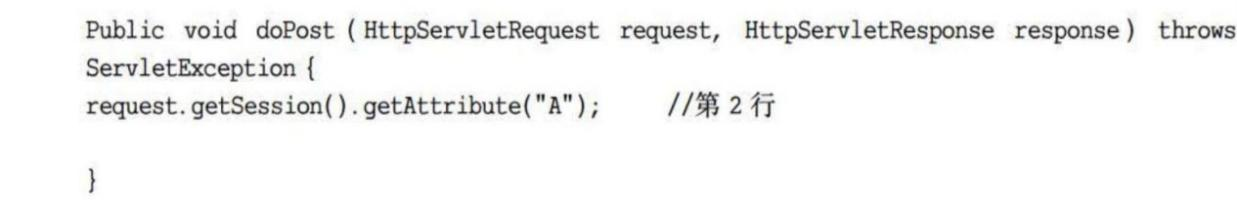 Public void doPost ( HttpServletRequest request, HttpServletResponse response) throws
ServletException {
request.getSession().getAttribute("A"); //第 2 行
}